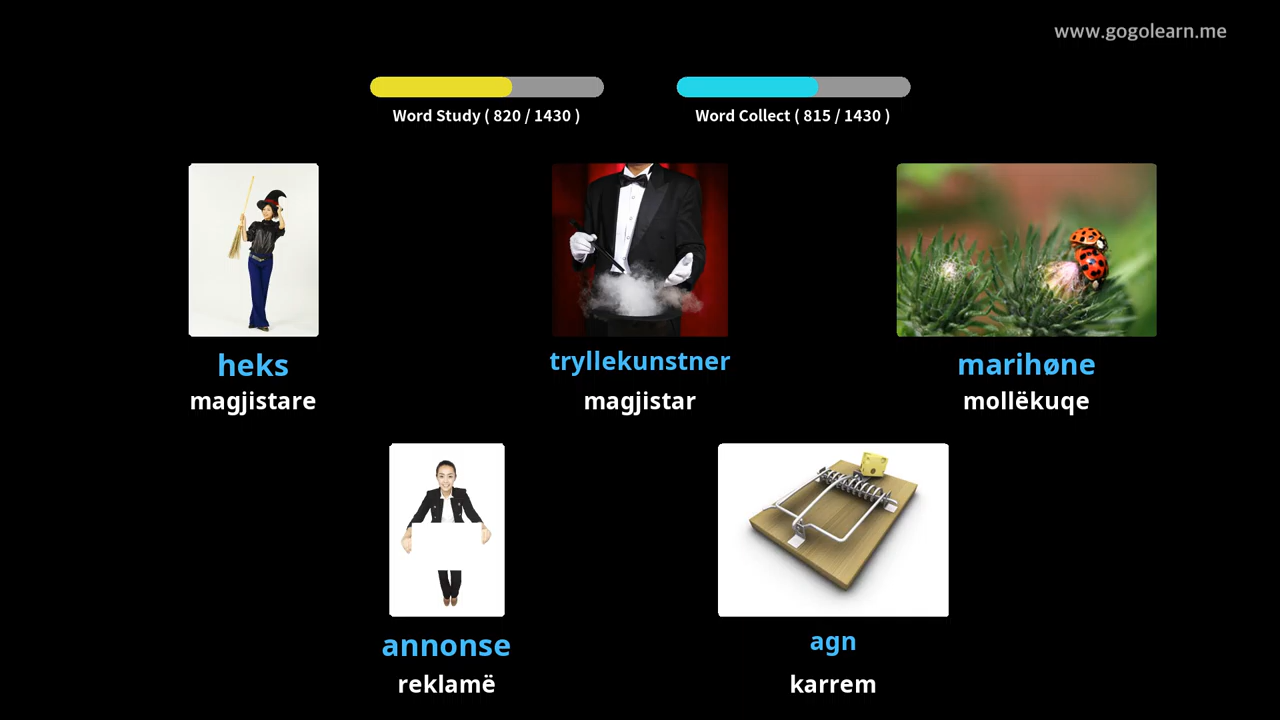 www.gogolearn.me
Word Study ( 820 / 1430 )
Word Collect ( 815 / 1430 )
heks
magjistare
tryllekunstner
magjistar
marihøne
mollëkuqe
annonse
reklamë
agn
karrem